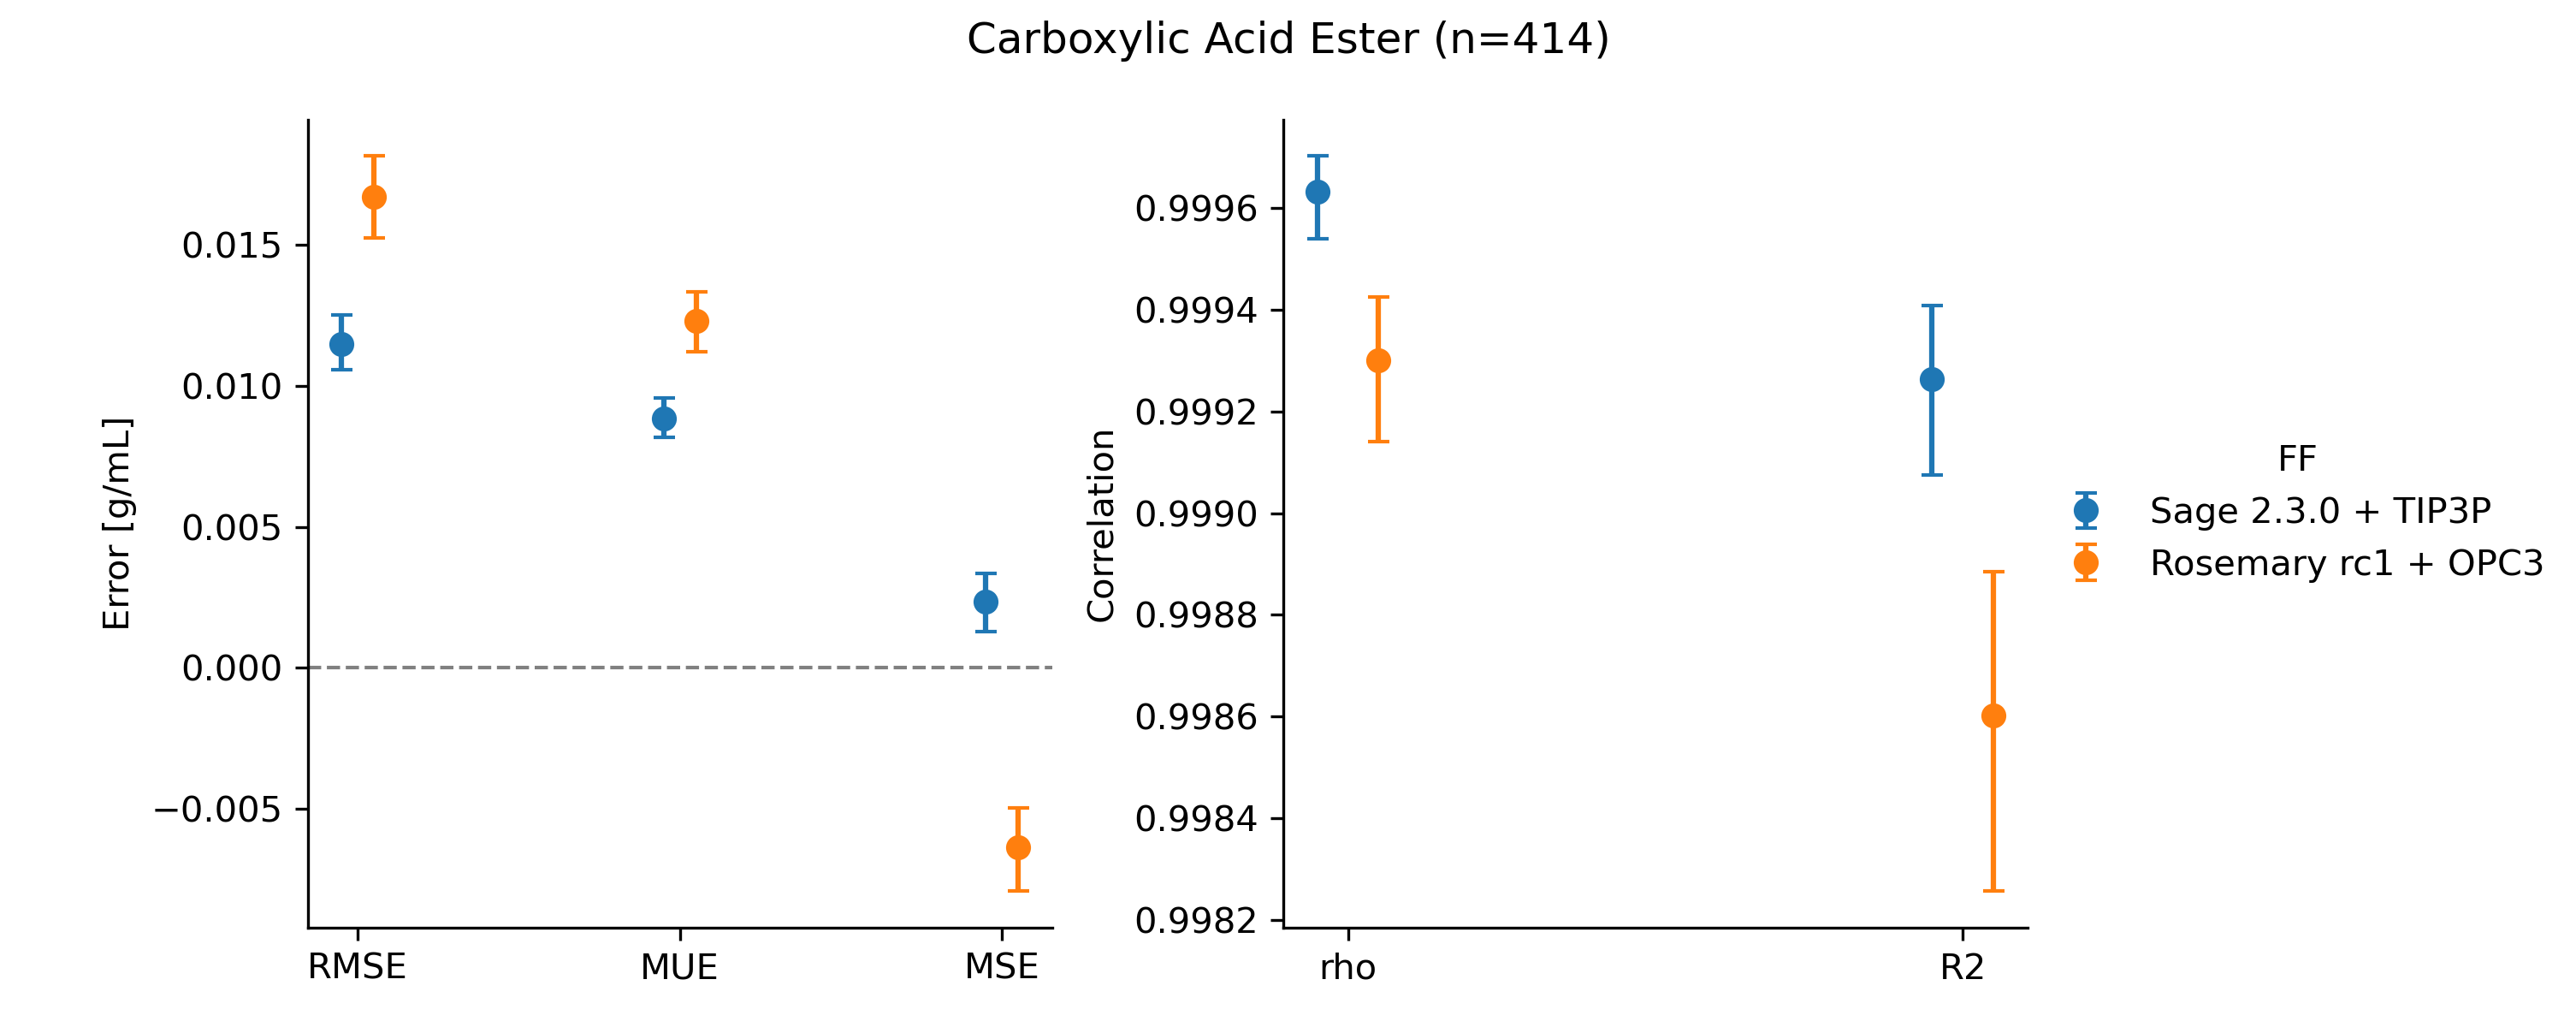 Carboxylic Acid Ester (n=414)
Error [g/mL]
0.015
0.010
0.005
0.000
−0.005
RMSE MUE MSE
Correlation
0.9996
0.9994
0.9992
0.9990
0.9988
0.9986
0.9984
0.9982
rho R2
FF
Sage 2.3.0 + TIP3P
Rosemary rc1 + OPC3